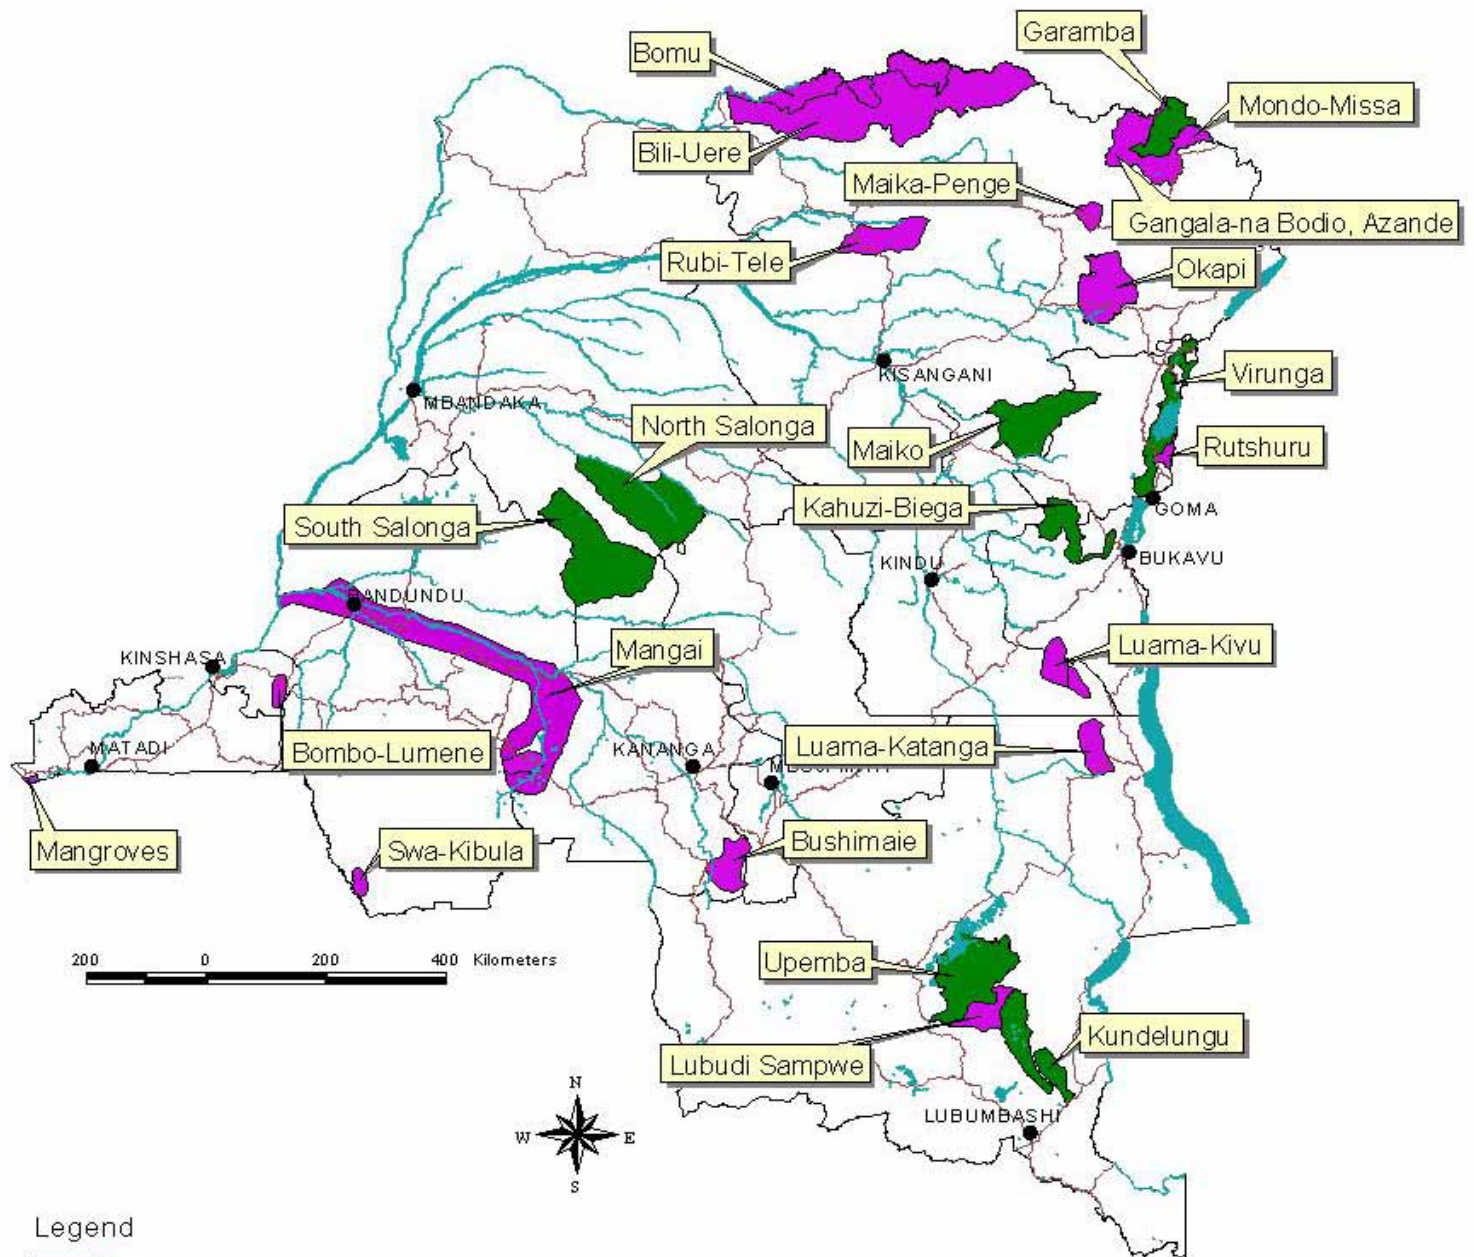 Garamba
Bomu
Mondo-Missa
Bili-Uere
Maika-Penge
Gangala-na Bodio, Azande
Rubi-Tele
Okapi
KISANGANI
Virunga
MBANDAKA
North Salonga
Maiko
Rutshuru
Kahuzi-Biega
GOMA
South Salonga
BUKAVU
KINDU
BANDUNDU
Mangai
Luama-Kivu
KINSHASA
Bombo-Lumene
KANANGA
Luama-Katanga
MATADI
Mangroves
Swa-Kibula
Bushimaie
200 0 200 400 Kilometers
Upemba
Kundelungu
Lubudi Sampwe
N
W E
S
LUBUMBASHI
Legend